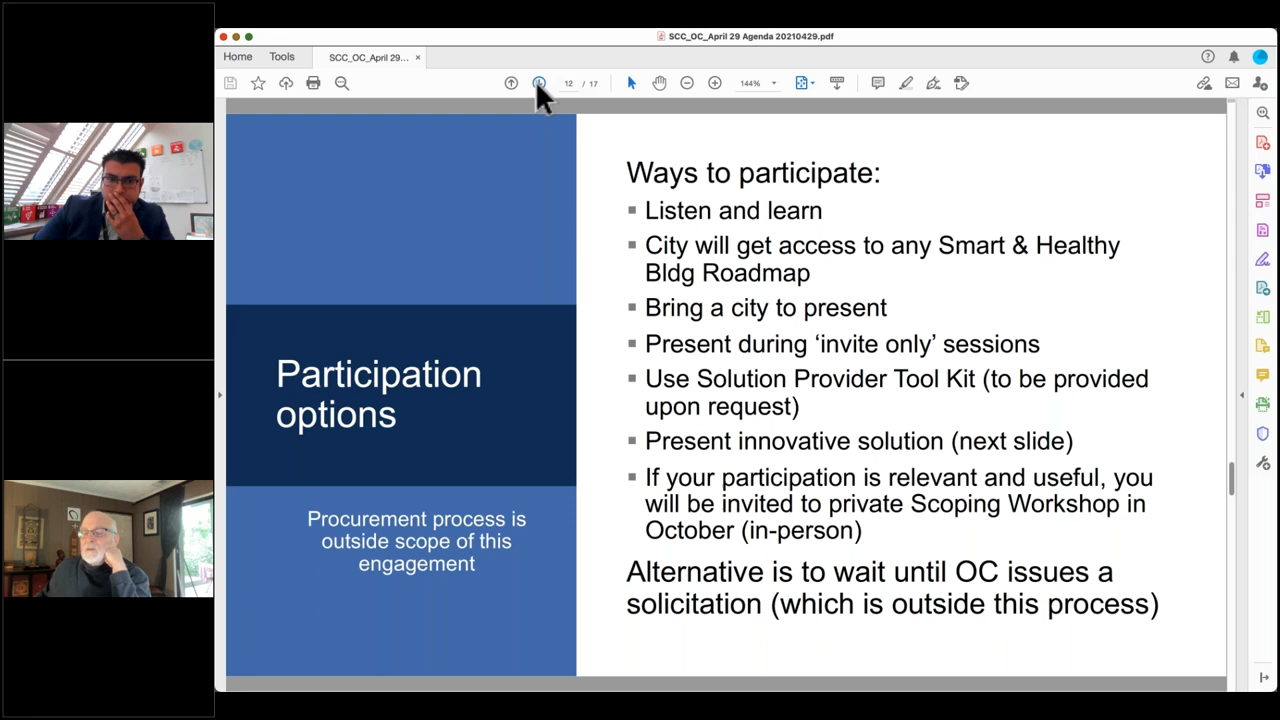 SCC_OC_April 29 Agenda 20210429.pdf
Home
Tools
SCC_OC_April 29...
×
12 / 17
144%
Participation
options
Procurement process is
outside scope of this
engagement
Ways to participate:
Listen and learn
City will get access to any Smart & Healthy
Bldg Roadmap
Bring a city to present
Present during ‘invite only’ sessions
Use Solution Provider Tool Kit (to be provided
upon request)
Present innovative solution (next slide)
If your participation is relevant and useful, you
will be invited to private Scoping Workshop in
October (in-person)
Alternative is to wait until OC issues a
solicitation (which is outside this process)